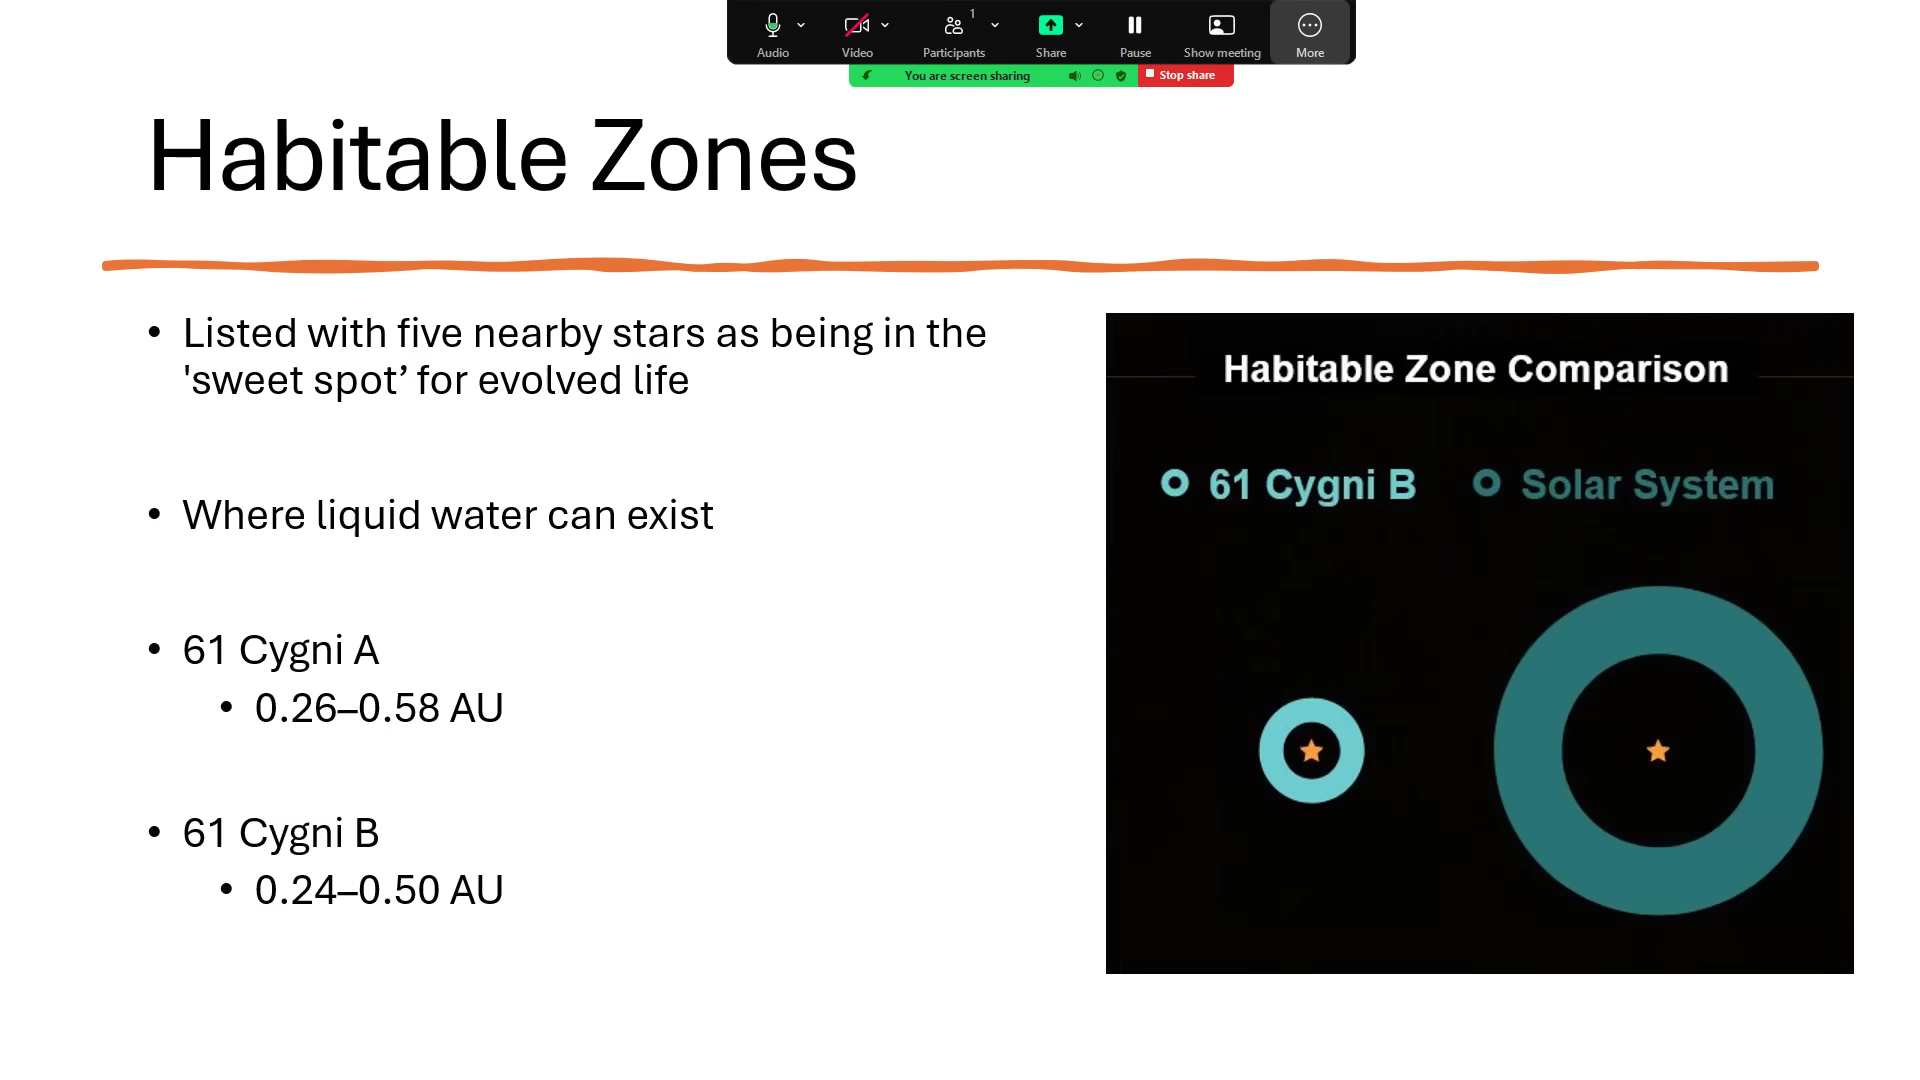 1
Audio
Video
Participants
Share
Pause
Show meeting
More
You are screen sharing
Stop share
Habitable Zones
• Listed with five nearby stars as being in the
'sweet spot’ for evolved life
• Where liquid water can exist
• 61 Cygni A
• 0.26–0.58 AU
• 61 Cygni B
• 0.24–0.50 AU
Habitable Zone Comparison
61 Cygni B
Solar System